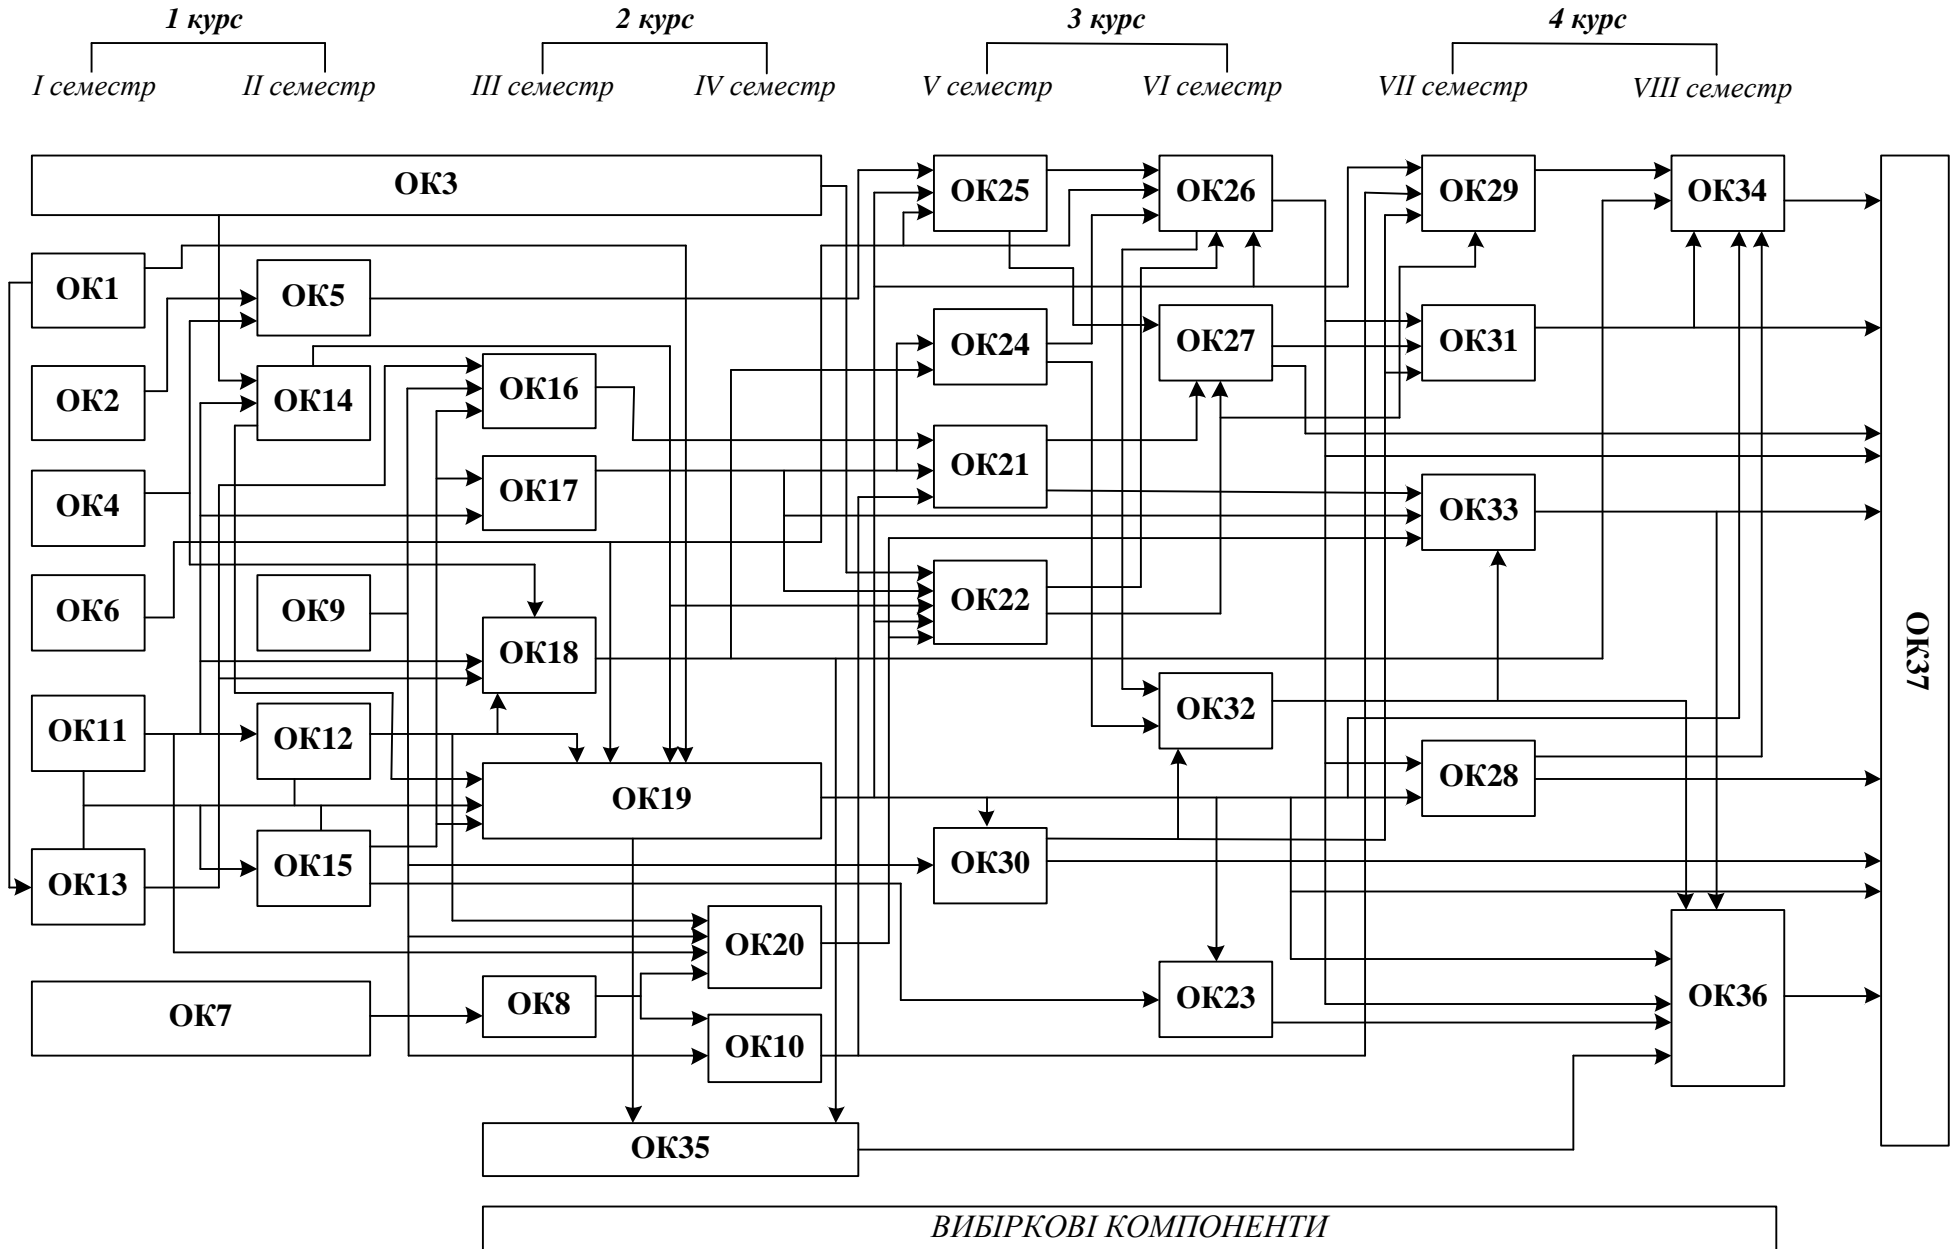 1 курс 2 курс 3 курс 4 курс
I семестр II семестр III семестр IV семестр V семестр VI семестр VII семестр VIII семестр
ОК3
ОК25 ОК26 ОК29 ОК34
ОК1 ОК5
ОК24 ОК27 ОК31
ОК2 ОК14 ОК16
ОК21
ОК4 ОК17 ОК33
ОК6 ОК9 ОК22
ОК18 ОК37
ОК32
ОК11 ОК12
ОК19 ОК28
ОК13 ОК15 ОК30
ОК20
ОК7 ОК8 ОК23 ОК36
ОК10
ОК35
ВИБІРКОВІ КОМПОНЕНТИ